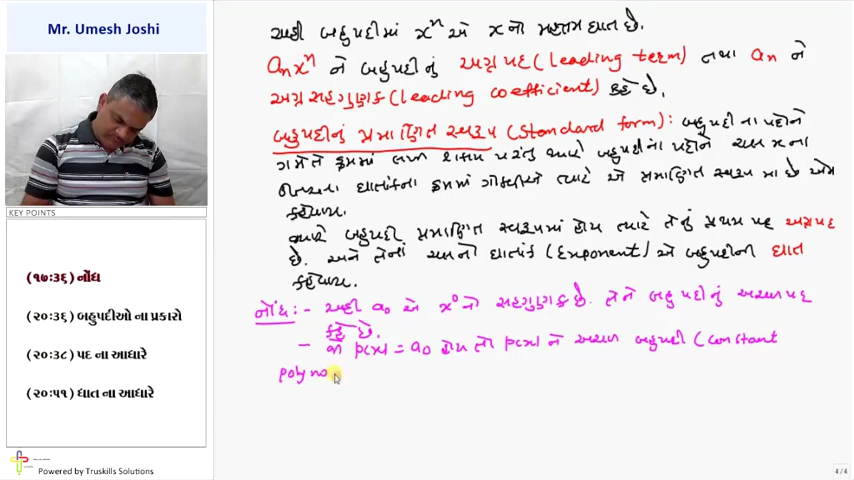 Mr. Umesh Joshi
અહીં બહુપદીમાં xⁿ એ x નો મહત્તમ ઘાત છે.
aₙxⁿ ને બહુપદીનું અગ્રપદ (leading term) તથા aₙ ને
અગ્રસહગુણક (leading coefficient) કહે છે.
બહુપદીનું પ્રમાણિત સ્વરૂપ (Standard form): બહુપદી ના પદોને
ગમે તે ક્રમમાં લખી શકાય પરંતુ જ્યારે બહુપદીના પદોને ચલ x ના
ઘાતાંકના ક્રમમાં ગોઠવીએ ત્યારે એ પ્રમાણિત સ્વરૂપ માં છે એમ
કહેવાય.
જ્યારે બહુપદી પ્રમાણિત સ્વરૂપમાં હોય ત્યારે તેનું પ્રથમ પદ અગ્રપદ
છે. અને તેનાં ચલનો ઘાતાંક (Exponent) એ બહુપદીની ઘાત
કહેવાય.
નોંધ:- અહીં a₀ એ x⁰ નો સહગુણક છે. તેને બહુપદીનું અચળપદ
કહે છે.
- જો p(x) = a₀ હોય તો p(x) ને અચળ બહુપદી (constant
polyno
KEY POINTS
(૧૭:૩૬) નોંધ
(૨૦:૩૬) બહુપદીઓ ના પ્રકારો
(૨૦:૩૮) પદ ના આધારે
(૨૦:૫૧) ઘાત ના આધારે
Powered by Truskills Solutions
4/4